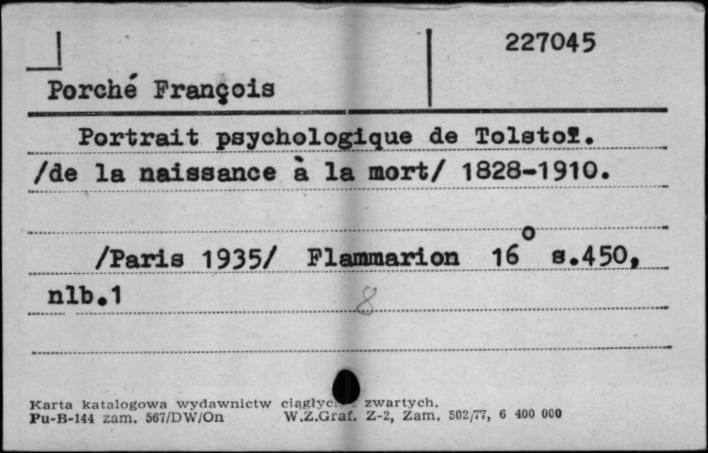 227045
Porché François
Portrait psychologique de Tolstoï.
/de la naissance à la mort/ 1828-1910.
/Paris 1935/ Flammarion 16° s.450,
nlb.1
8
Karta katalogowa wydawnictw zwartych.
Pu-B-144 zam. 567/DW/On W.Z.Graf. Z-2, Zam. 502/77, 6 400 000